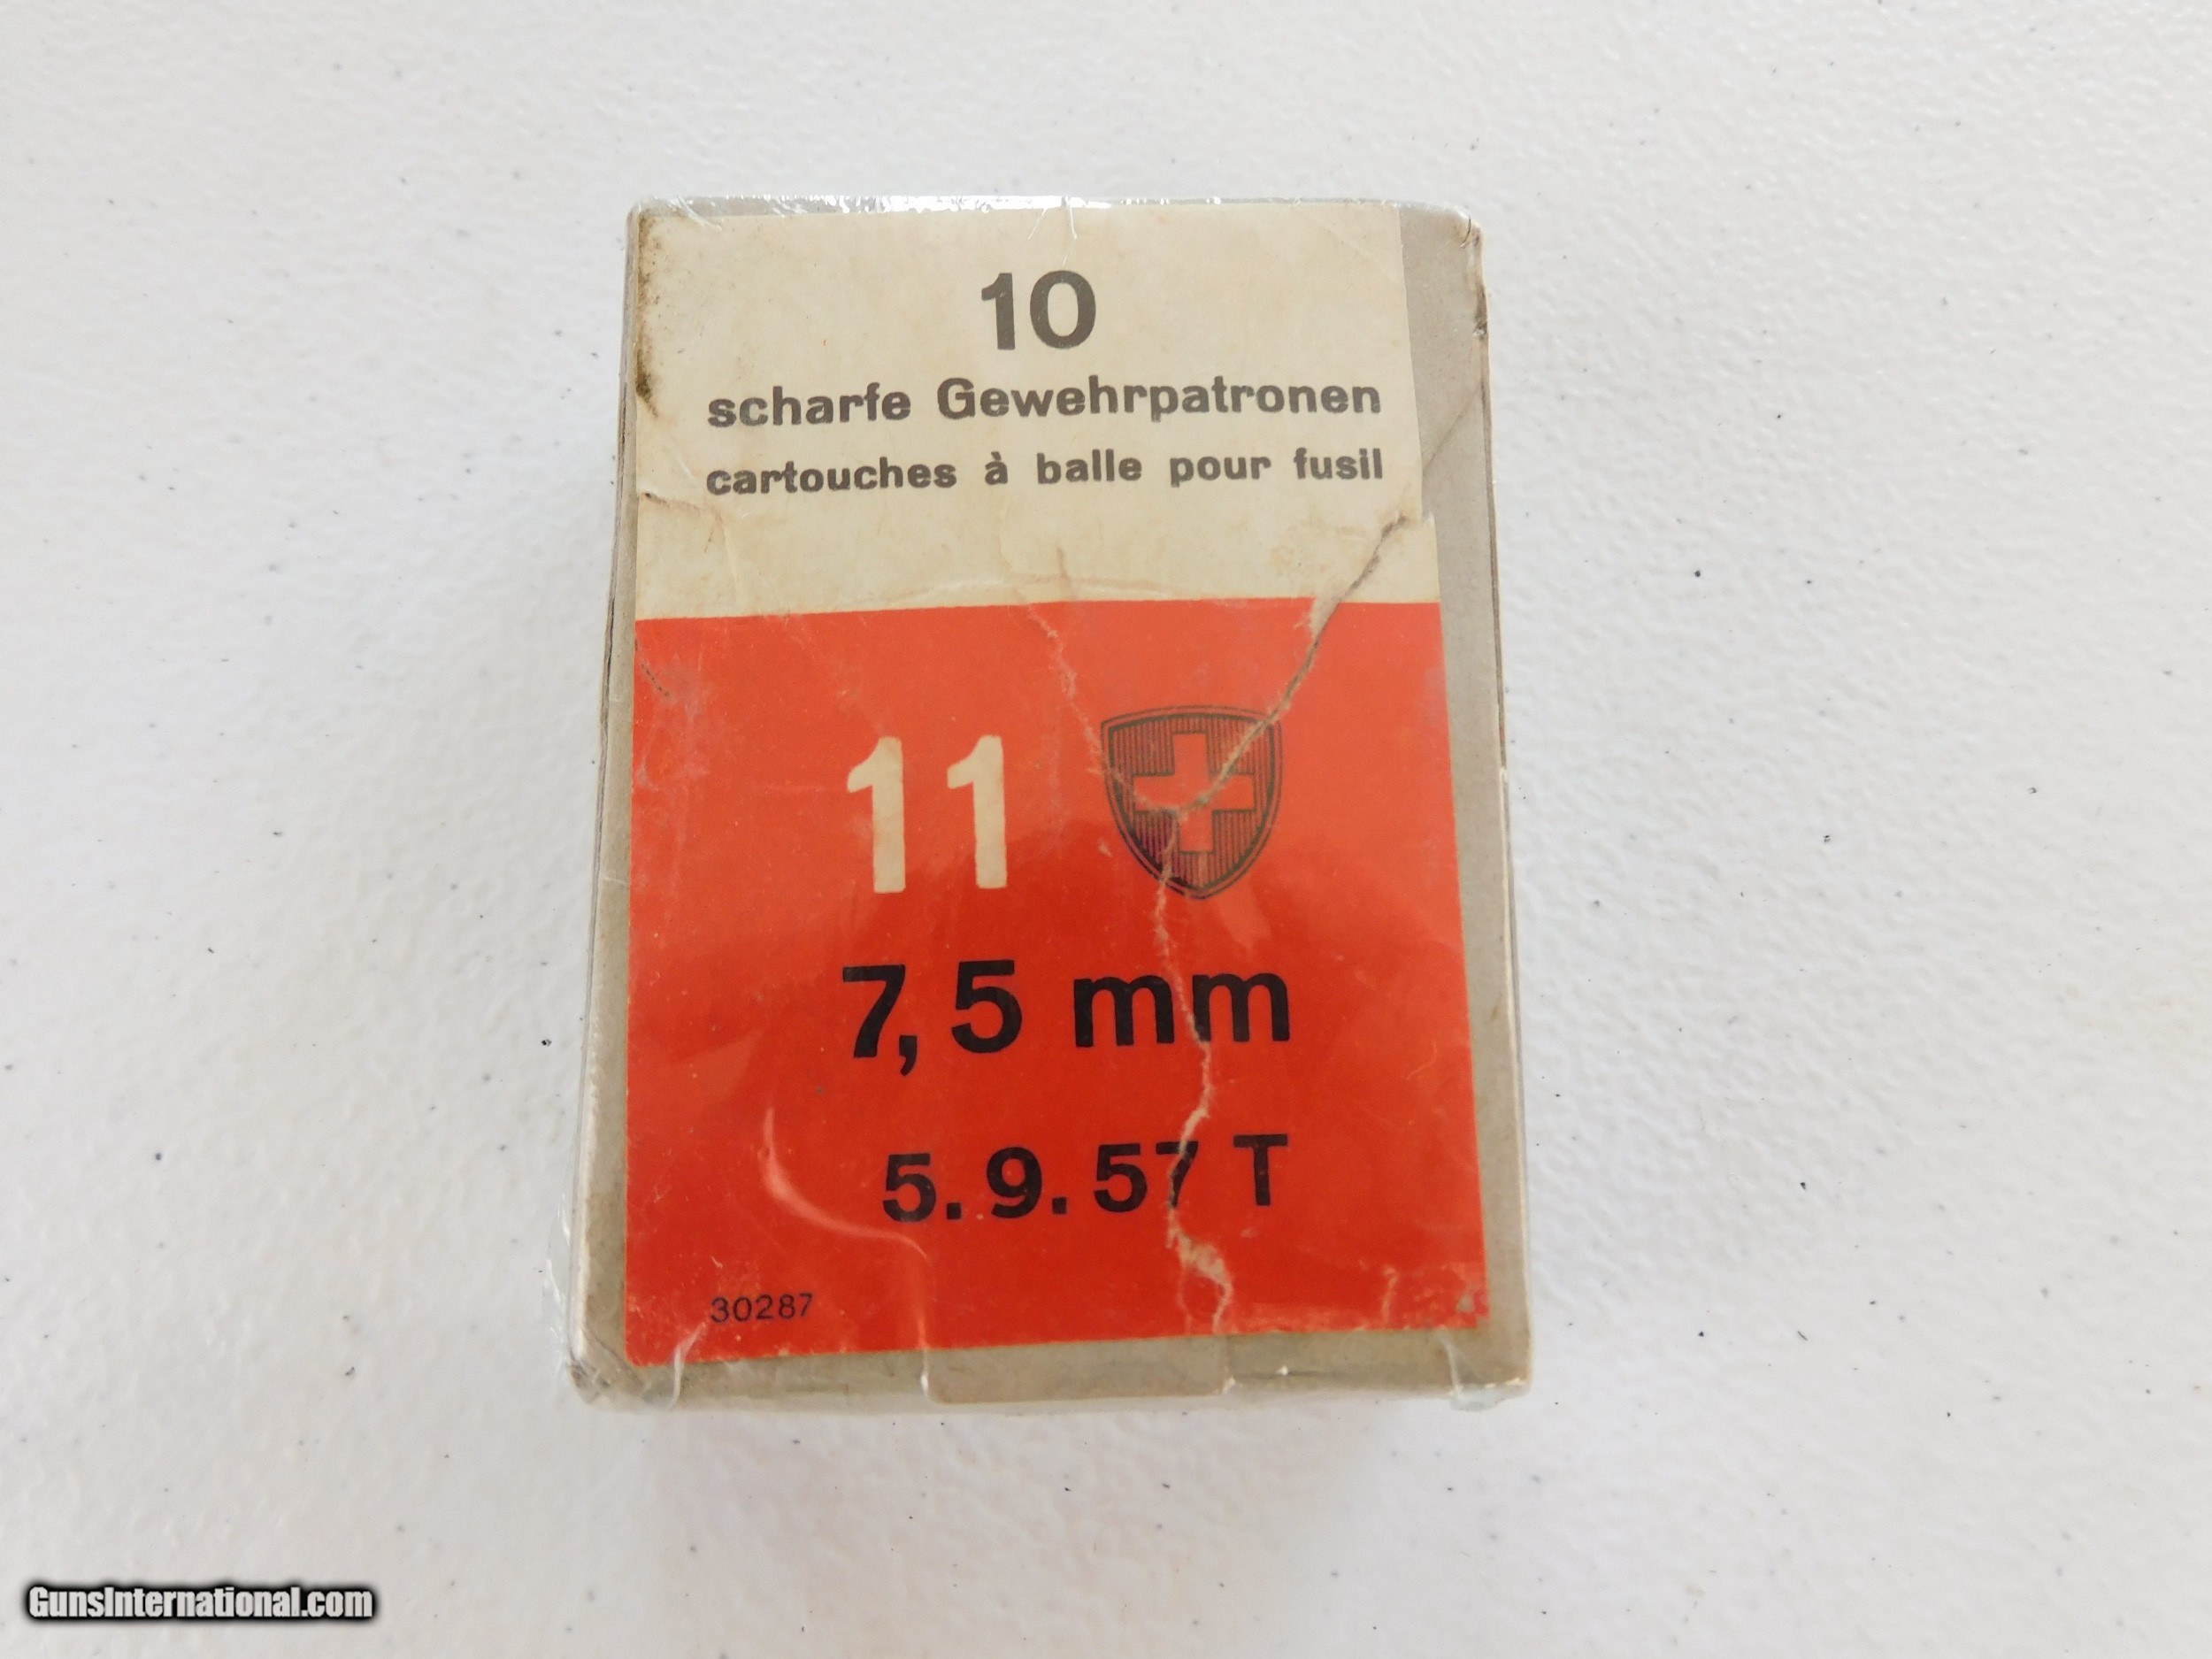 10
scharfe Gewehrpatronen
cartouches à balle pour fusil
11
7,5 mm
5.9.57 T
30287
GunsInternational.com